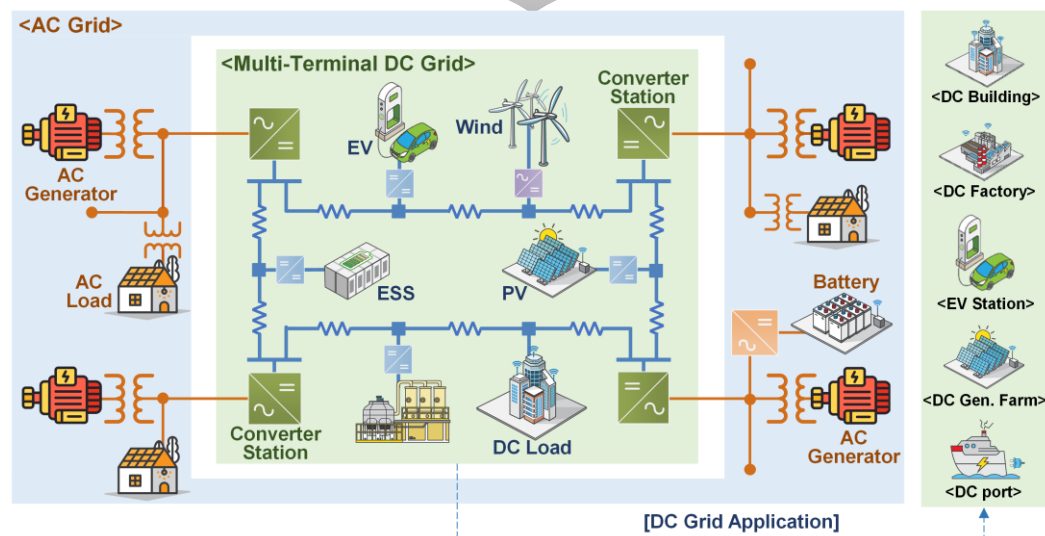 <AC Grid>
<Multi-Terminal DC Grid>
Converter
Station
EV
Wind
AC
Generator
AC
Load
ESS
PV
Battery
Converter
Station
DC Load
AC
Generator
[DC Grid Application]
<DC Building>
<DC Factory>
<EV Station>
<DC Gen. Farm>
<DC port>